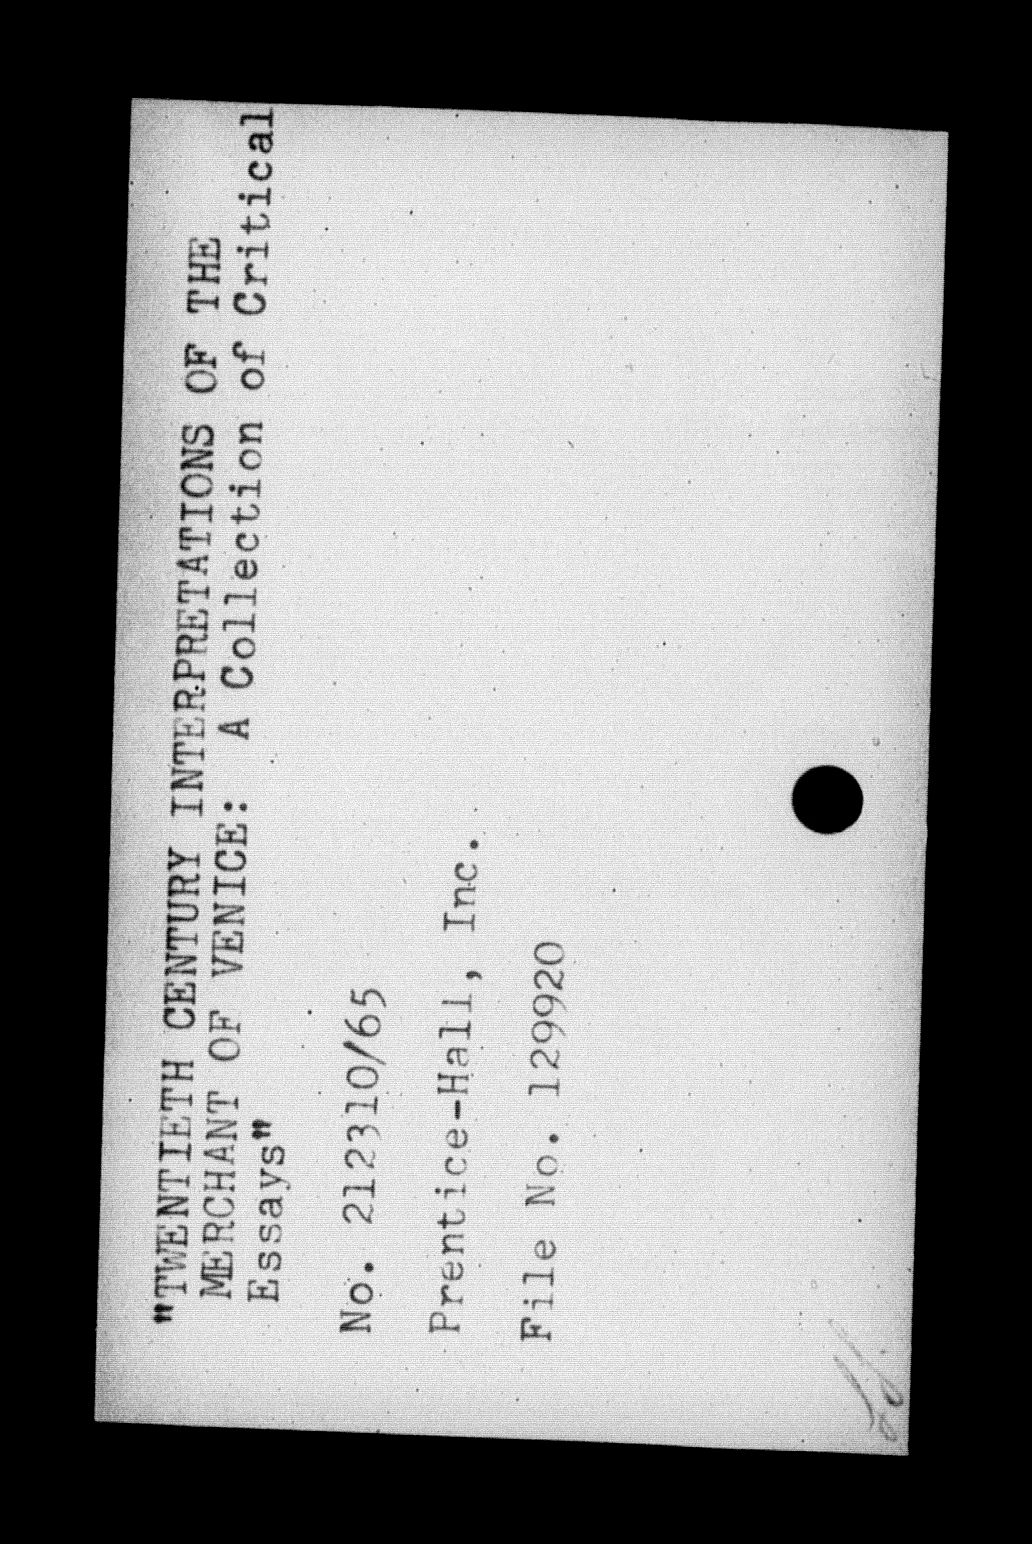 "TWENTIETH CENTURY INTERPRETATIONS OF THE
MERCHANT OF VENICE: A Collection of Critical
Essays"
No. 212310/65
Prentice-Hall, Inc.
File No. 129920